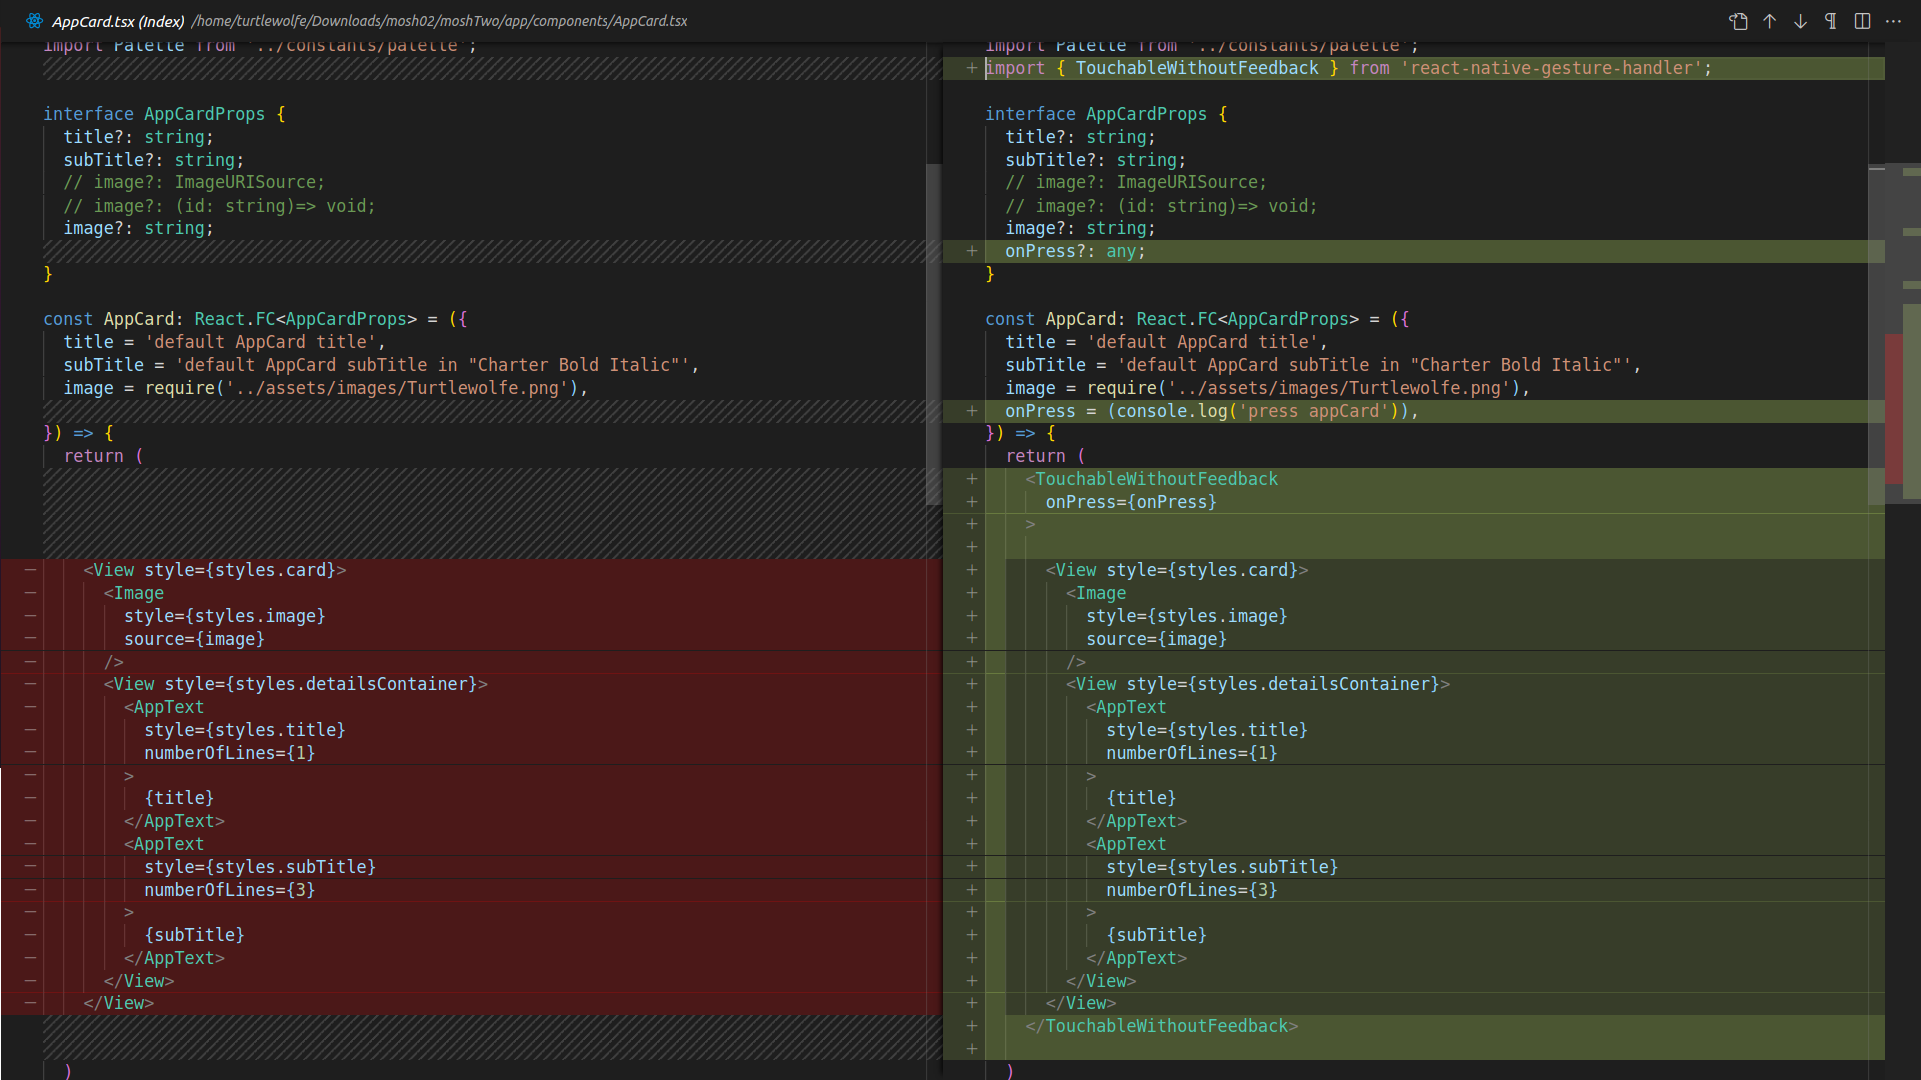 AppCard.tsx (Index) /home/turtlewolfe/Downloads/mosh02/moshTwo/app/components/AppCard.tsx
import Palette from '../constants/palette';
interface AppCardProps {
title?: string;
subTitle?: string;
// image?: ImageURISource;
// image?: (id: string)=> void;
image?: string;
}
const AppCard: React.FC<AppCardProps> = ({
title = 'default AppCard title',
subTitle = 'default AppCard subTitle in "Charter Bold Italic"',
image = require('../assets/images/Turtlewolfe.png'),
}) => {
return (
— <View style={styles.card}>
— <Image
— style={styles.image}
— source={image}
— />
— <View style={styles.detailsContainer}>
— <AppText
— style={styles.title}
— numberOfLines={1}
— >
— {title}
— </AppText>
— <AppText
— style={styles.subTitle}
— numberOfLines={3}
— >
— {subTitle}
— </AppText>
— </View>
— </View>
)
import Palette from '../constants/palette';
+ import { TouchableWithoutFeedback } from 'react-native-gesture-handler';
interface AppCardProps {
title?: string;
subTitle?: string;
// image?: ImageURISource;
// image?: (id: string)=> void;
image?: string;
+ onPress?: any;
}
const AppCard: React.FC<AppCardProps> = ({
title = 'default AppCard title',
subTitle = 'default AppCard subTitle in "Charter Bold Italic"',
image = require('../assets/images/Turtlewolfe.png'),
+ onPress = (console.log('press appCard')),
}) => {
return (
+ <TouchableWithoutFeedback
+ onPress={onPress}
+ >
+
+ <View style={styles.card}>
+ <Image
+ style={styles.image}
+ source={image}
+ />
+ <View style={styles.detailsContainer}>
+ <AppText
+ style={styles.title}
+ numberOfLines={1}
+ >
+ {title}
+ </AppText>
+ <AppText
+ style={styles.subTitle}
+ numberOfLines={3}
+ >
+ {subTitle}
+ </AppText>
+ </View>
+ </View>
+ </TouchableWithoutFeedback>
+
)